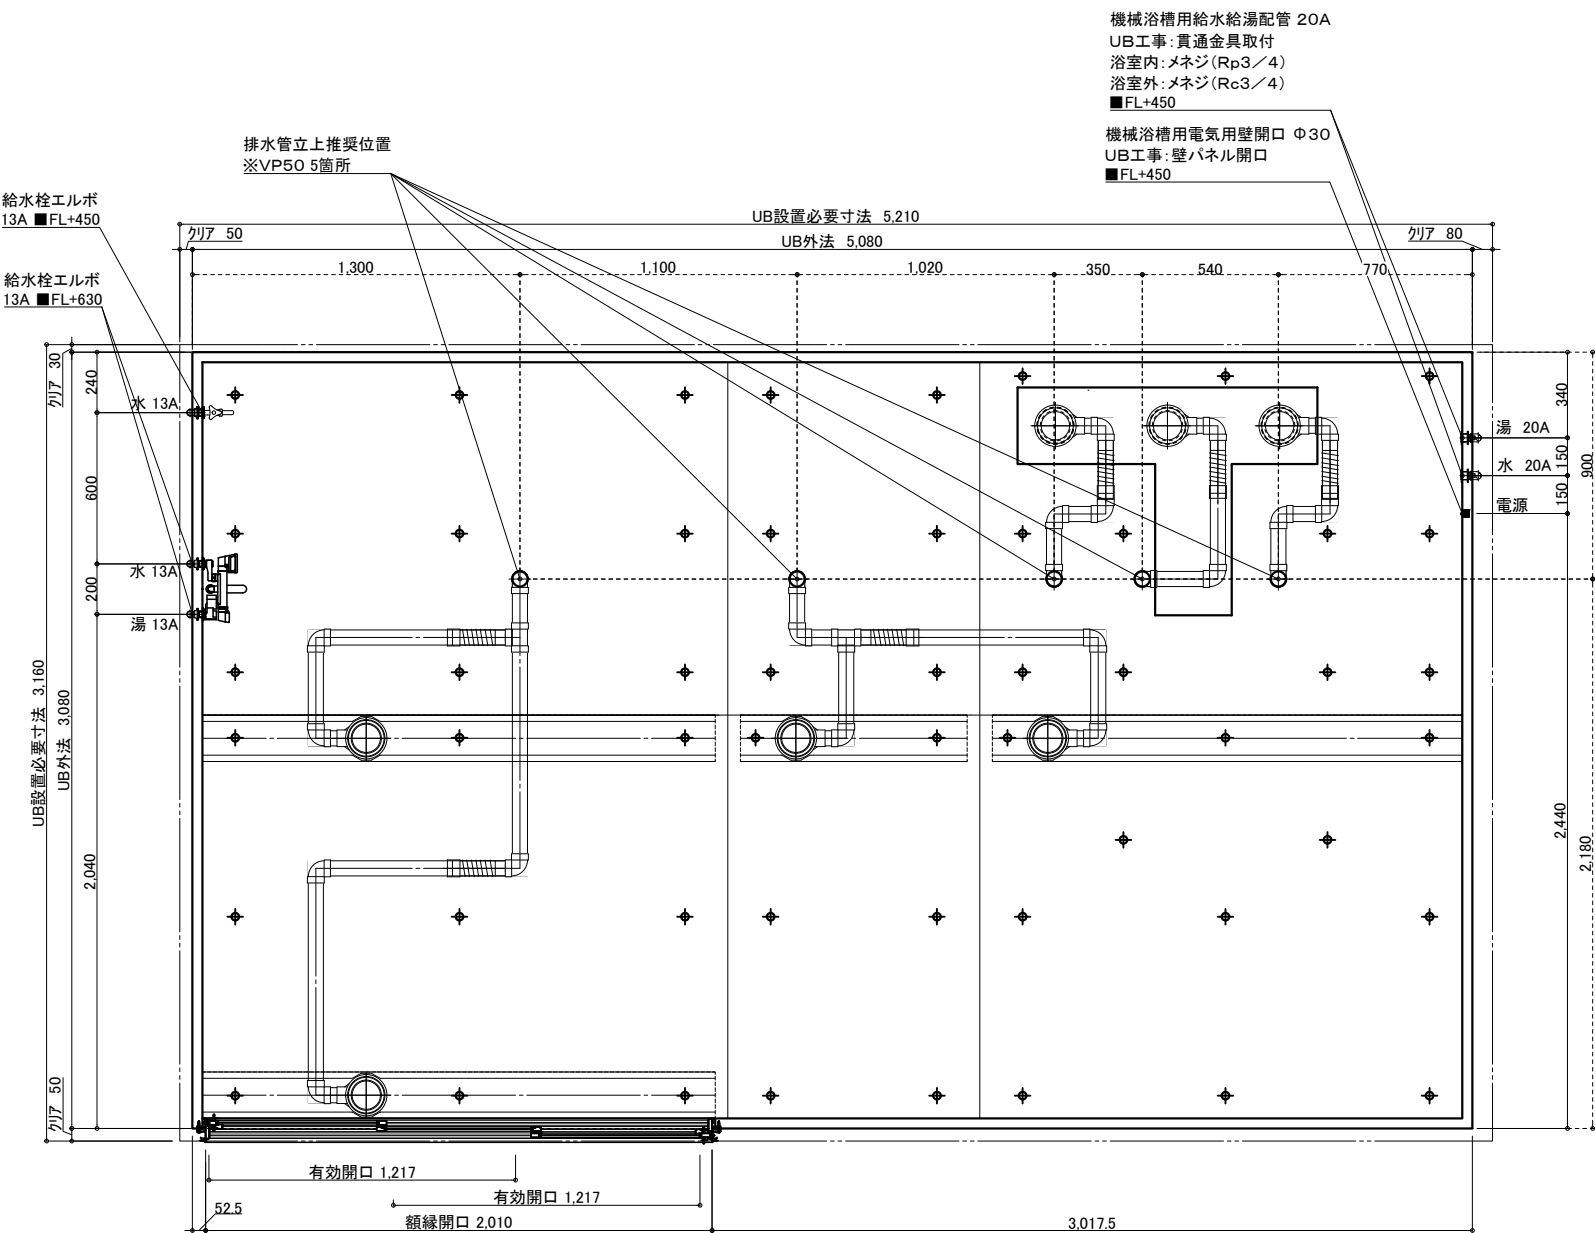 機械浴槽用給水給湯配管 20A
UB工事:貫通金具取付
浴室内:メネジ(Rp3／4)
浴室外:メネジ(Rc3／4)
■FL+450
機械浴槽用電気用壁開口 Φ30
UB工事:壁パネル開口
■FL+450
排水管立上推奨位置
※VP50 5箇所
給水栓エルボ
13A ■FL+450
給水栓エルボ
13A ■FL+630
UB設置必要寸法 5,210
クリア 50
UB外法 5,080
クリア 80
1,300
1,100
1,020
350
540
770
クリア 30
240
水 13A
600
水 13A
200
湯 13A
UB設置必要寸法 3,160
UB外法 3,080
2,040
クリア 50
340
湯 20A
150
水 20A
150
電源
900
2,440
2,180
有効開口 1,217
有効開口 1,217
52.5
額縁開口 2,010
3,017.5